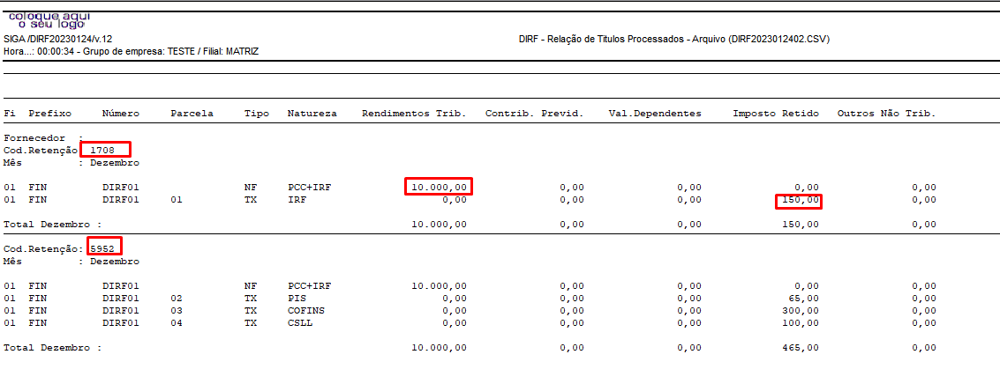 coloque aqui
o seu logo
SIGA /DIRF20230124/v.12 DIRF - Relação de Titulos Processados - Arquivo (DIRF2023012402.CSV)
Hora...: 00:00:34 - Grupo de empresa: TESTE / Filial: MATRIZ
Fi Prefixo Número Parcela Tipo Natureza Rendimentos Trib. Contrib. Previd. Val.Dependentes Imposto Retido Outros Não Trib.
Fornecedor :
Cod.Retenção 1708
Mês : Dezembro
01 FIN DIRF01 NF PCC+IRF 10.000,00 0,00 0,00 0,00 0,00
01 FIN DIRF01 01 TX IRF 0,00 0,00 0,00 150,00 0,00
Total Dezembro : 10.000,00 0,00 0,00 150,00 0,00
Cod.Retenção: 5952
Mês : Dezembro
01 FIN DIRF01 NF PCC+IRF 10.000,00 0,00 0,00 0,00 0,00
01 FIN DIRF01 02 TX PIS 0,00 0,00 0,00 65,00 0,00
01 FIN DIRF01 03 TX COFINS 0,00 0,00 0,00 300,00 0,00
01 FIN DIRF01 04 TX CSLL 0,00 0,00 0,00 100,00 0,00
Total Dezembro : 10.000,00 0,00 0,00 465,00 0,00